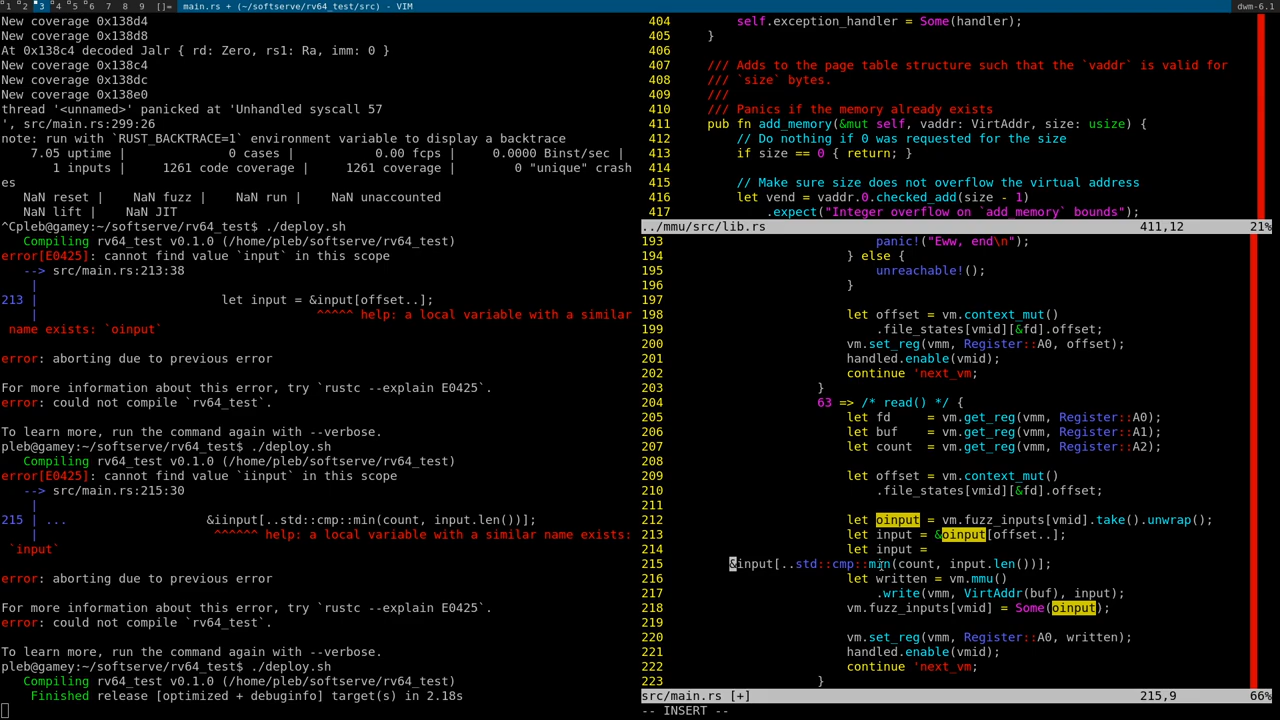 1 2 3 4 5 6 7 8 9 []= main.rs + (~/softserve/rv64_test/src) - VIM dwm-6.1
New coverage 0x138d4
New coverage 0x138d8
At 0x138c4 decoded Jalr { rd: Zero, rs1: Ra, imm: 0 }
New coverage 0x138c4
New coverage 0x138dc
New coverage 0x138e0
thread '<unnamed>' panicked at 'Unhandled syscall 57
', src/main.rs:299:26
note: run with `RUST_BACKTRACE=1` environment variable to display a backtrace
    7.05 uptime |              0 cases |           0.00 fcps |     0.0000 Binst/sec |
       1 inputs |           1261 code coverage |       1261 coverage |         0 "unique" crash
es
   NaN reset |    NaN fuzz |    NaN run |    NaN unaccounted
   NaN lift |    NaN JIT
^Cpleb@gamey:~/softserve/rv64_test$ ./deploy.sh
   Compiling rv64_test v0.1.0 (/home/pleb/softserve/rv64_test)
error[E0425]: cannot find value `input` in this scope
   --> src/main.rs:213:38
    |
213 |                         let input = &input[offset..];
    |                                      ^^^^^ help: a local variable with a similar
 name exists: `oinput`
error: aborting due to previous error
For more information about this error, try `rustc --explain E0425`.
error: could not compile `rv64_test`.
To learn more, run the command again with --verbose.
pleb@gamey:~/softserve/rv64_test$ ./deploy.sh
   Compiling rv64_test v0.1.0 (/home/pleb/softserve/rv64_test)
error[E0425]: cannot find value `iinput` in this scope
   --> src/main.rs:215:30
    |
215 | ...                    &iinput[..std::cmp::min(count, input.len())];
    |                         ^^^^^^ help: a local variable with a similar name exists:
 `input`
error: aborting due to previous error
For more information about this error, try `rustc --explain E0425`.
error: could not compile `rv64_test`.
To learn more, run the command again with --verbose.
pleb@gamey:~/softserve/rv64_test$ ./deploy.sh
   Compiling rv64_test v0.1.0 (/home/pleb/softserve/rv64_test)
    Finished release [optimized + debuginfo] target(s) in 2.18s
404         self.exception_handler = Some(handler);
405     }
406
407     /// Adds to the page table structure such that the `vaddr` is valid for
408     /// `size` bytes.
409     ///
410     /// Panics if the memory already exists
411     pub fn add_memory(&mut self, vaddr: VirtAddr, size: usize) {
412         // Do nothing if 0 was requested for the size
413         if size == 0 { return; }
414
415         // Make sure size does not overflow the virtual address
416         let vend = vaddr.0.checked_add(size - 1)
417             .expect("Integer overflow on `add_memory` bounds");
../mmu/src/lib.rs 411,12 21%
193                             panic!("Eww, end\n");
194                         } else {
195                             unreachable!();
196                         }
197
198                         let offset = vm.context_mut()
199                             .file_states[vmid][&fd].offset;
200                         vm.set_reg(vmm, Register::A0, offset);
201                         handled.enable(vmid);
202                         continue 'next_vm;
203                     }
204                     63 => /* read() */ {
205                         let fd     = vm.get_reg(vmm, Register::A0);
206                         let buf    = vm.get_reg(vmm, Register::A1);
207                         let count  = vm.get_reg(vmm, Register::A2);
208
209                         let offset = vm.context_mut()
210                             .file_states[vmid][&fd].offset;
211
212                         let oinput = vm.fuzz_inputs[vmid].take().unwrap();
213                         let input = &oinput[offset..];
214                         let input =
215         &input[..std::cmp::min(count, input.len())];
216                         let written = vm.mmu()
217                             .write(vmm, VirtAddr(buf), input);
218                         vm.fuzz_inputs[vmid] = Some(oinput);
219
220                         vm.set_reg(vmm, Register::A0, written);
221                         handled.enable(vmid);
222                         continue 'next_vm;
223                     }
src/main.rs [+] 215,9 66%
-- INSERT --